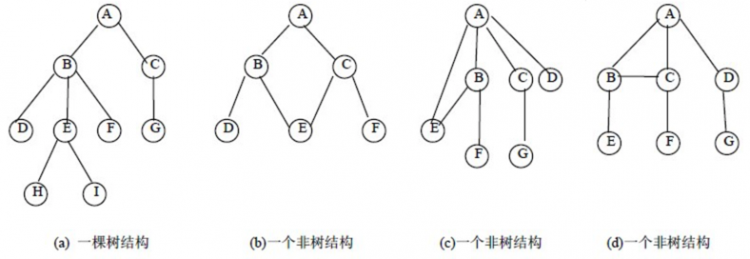 A A A A
B C B C B C D B C D
D E F G D E F E F G E F G
H I
(a) 一棵树结构 (b)一个非树结构 (c)一个非树结构 (d)一个非树结构